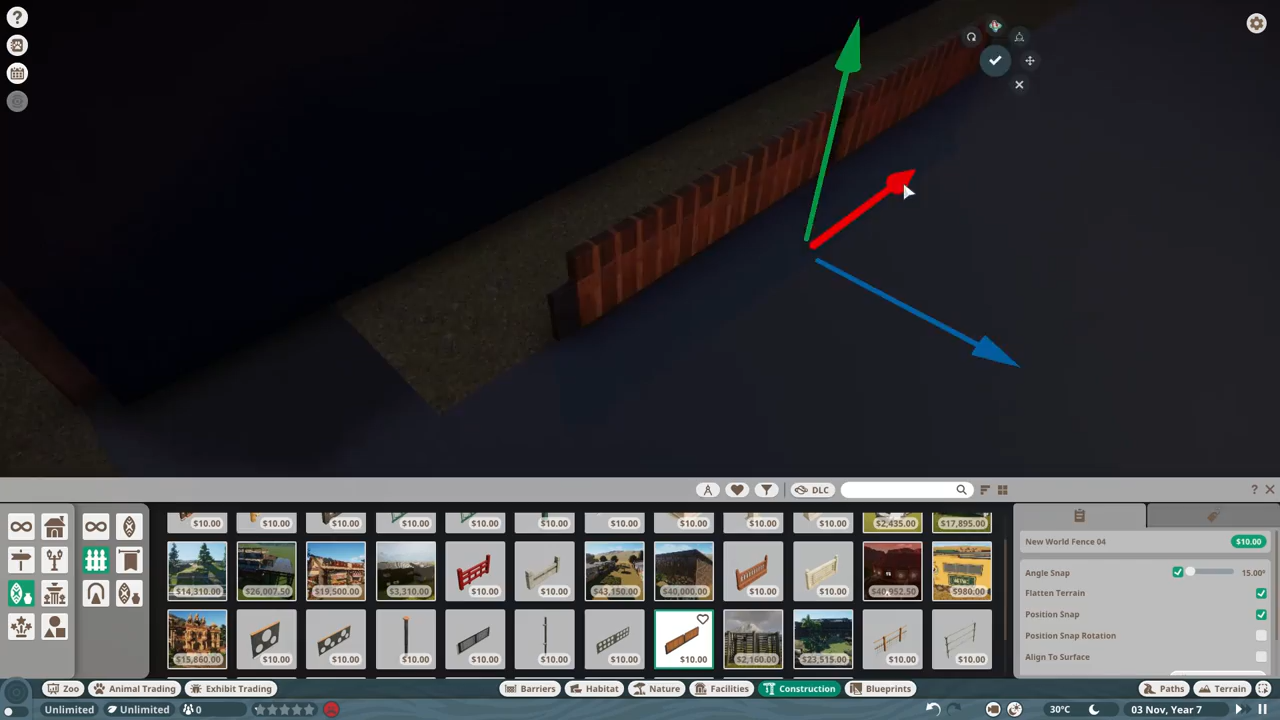 ?
DLC
?
$10.00 $10.00 $10.00 $10.00 $10.00 $10.00 $10.00 $10.00 $10.00 $10.00 $2,435.00 $17,895.00
$14,310.00 $26,007.50 $19,500.00 $3,310.00 $10.00 $10.00 $43,150.00 $40,000.00 $10.00 $10.00 $40,952.50 $980.00
$15,860.00 $10.00 $10.00 $10.00 $10.00 $10.00 $10.00 $10.00 $2,160.00 $23,515.00 $10.00 $10.00
New World Fence 04 $10.00
Angle Snap 15.00°
Flatten Terrain
Position Snap
Position Snap Rotation
Align To Surface
Zoo Animal Trading Exhibit Trading Barriers Habitat Nature Facilities Construction Blueprints Paths Terrain
Unlimited Unlimited 0 30°C 03 Nov, Year 7